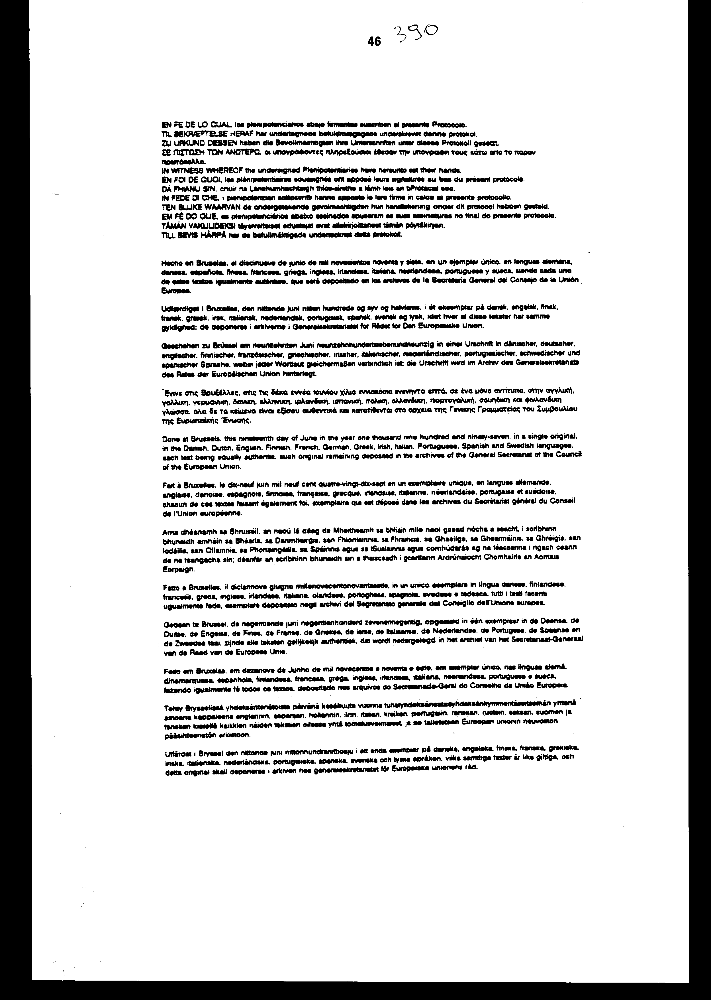 46 390
EN FE DE LO CUAL, los plenipotenciarios abajo firmantes suscriben el presente Protocolo.
TIL BEKRÆFTELSE HERAF har undertegnede befuldmægtigede underskrevet denne protokol.
ZU URKUND DESSEN haben die Bevollmächtigten ihre Unterschriften unter dieses Protokoll gesetzt.
ΣΕ ΠΙΣΤΩΣΗ ΤΩΝ ΑΝΩΤΕΡΩ, οι υπογράφοντες πληρεξούσιοι έθεσαν την υπογραφή τους κάτω από το παρόν
πρωτόκολλο.
IN WITNESS WHEREOF the undersigned Plenipotentiaries have hereunto set their hands.
EN FOI DE QUOI, les plénipotentiaires soussignés ont apposé leurs signatures au bas du présent protocole.
DÁ FHIANÚ SIN, chuir na Lánchumhachtaigh thíos-sínithe a lámh leis an bPrótacal seo.
IN FEDE DI CHE, i plenipotenziari sottoscritti hanno apposto le loro firme in calce al presente protocollo.
TEN BLIJKE WAARVAN de ondergetekende gevolmachtigden hun handtekening onder dit protocol hebben gesteld.
EM FÉ DO QUE, os plenipotenciários abaixo assinados apuseram as suas assinaturas no final do presente protocolo.
TÄMÄN VAKUUDEKSI täysivaltaiset edustajat ovat allekirjoittaneet tämän pöytäkirjan.
TILL BEVIS HÄRPÅ har de befullmäktigade undertecknat detta protokoll.
Hecho en Bruselas, el diecinueve de junio de mil novecientos noventa y siete, en un ejemplar único, en lenguas alemana,
danesa, española, finesa, francesa, griega, inglesa, irlandesa, italiana, neerlandesa, portuguesa y sueca, siendo cada uno
de estos textos igualmente auténtico, que será depositado en los archivos de la Secretaría General del Consejo de la Unión
Europea.
Udfærdiget i Bruxelles, den nittende juni nitten hundrede og syv og halvfems, i ét eksemplar på dansk, engelsk, finsk,
fransk, græsk, irsk, italiensk, nederlandsk, portugisisk, spansk, svensk og tysk, idet hver af disse tekster har samme
gyldighed; de deponeres i arkiverne i Generalsekretariatet for Rådet for Den Europæiske Union.
Geschehen zu Brüssel am neunzehnten Juni neunzehnhundertsiebenundneunzig in einer Urschrift in dänischer, deutscher,
englischer, finnischer, französischer, griechischer, irischer, italienischer, niederländischer, portugiesischer, schwedischer und
spanischer Sprache, wobei jeder Wortlaut gleichermaßen verbindlich ist; die Urschrift wird im Archiv des Generalsekretariats
des Rates der Europäischen Union hinterlegt.
Έγινε στις Βρυξέλλες, στις τις δέκα εννέα Ιουνίου χίλια εννιακόσια ενενήντα επτά, σε ένα μόνο αντίτυπο, στην αγγλική,
γαλλική, γερμανική, δανική, ελληνική, ιρλανδική, ισπανική, ιταλική, ολλανδική, πορτογαλική, σουηδική και φινλανδική
γλώσσα, όλα δε τα κείμενα είναι εξίσου αυθεντικά και κατατίθενται στα αρχεία της Γενικής Γραμματείας του Συμβουλίου
της Ευρωπαϊκής Ένωσης.
Done at Brussels, this nineteenth day of June in the year one thousand nine hundred and ninety-seven, in a single original,
in the Danish, Dutch, English, Finnish, French, German, Greek, Irish, Italian, Portuguese, Spanish and Swedish languages,
each text being equally authentic, such original remaining deposited in the archives of the General Secretariat of the Council
of the European Union.
Fait à Bruxelles, le dix-neuf juin mil neuf cent quatre-vingt-dix-sept en un exemplaire unique, en langues allemande,
anglaise, danoise, espagnole, finnoise, française, grecque, irlandaise, italienne, néerlandaise, portugaise et suédoise,
chacun de ces textes faisant également foi, exemplaire qui est déposé dans les archives du Secrétariat général du Conseil
de l'Union européenne.
Arna dhéanamh sa Bhruiséil, an naoú lá déag de Mheitheamh sa bhliain míle naoi gcéad nócha a seacht, i scríbhinn
bhunaidh amháin sa Bhéarla, sa Danmhairgis, san Fhionlainnis, sa Fhraincis, sa Ghaeilge, sa Ghearmáinis, sa Ghréigis, san
Iodáilis, san Ollainnis, sa Phortaingéilis, sa Spáinnis agus sa tSualainnis agus comhúdarás ag na téacsanna i ngach ceann
de na teangacha sin; déanfar an scríbhinn bhunaidh sin a thaisceadh i gcartlann Ardrúnaíocht Chomhairle an Aontais
Eorpaigh.
Fatto a Bruxelles, il diciannove giugno millenovecentonovantasette, in un unico esemplare in lingua danese, finlandese,
francese, greca, inglese, irlandese, italiana, olandese, portoghese, spagnola, svedese e tedesca, tutti i testi facenti
ugualmente fede, esemplare depositato negli archivi del Segretariato generale del Consiglio dell'Unione europea.
Gedaan te Brussel, de negentiende juni negentienhonderd zevenennegentig, opgesteld in één exemplaar in de Deense, de
Duitse, de Engelse, de Finse, de Franse, de Griekse, de Ierse, de Italiaanse, de Nederlandse, de Portugese, de Spaanse en
de Zweedse taal, zijnde alle teksten gelijkelijk authentiek, dat wordt nedergelegd in het archief van het Secretariaat-Generaal
van de Raad van de Europese Unie.
Feito em Bruxelas, em dezanove de Junho de mil novecentos e noventa e sete, em exemplar único, nas línguas alemã,
dinamarquesa, espanhola, finlandesa, francesa, grega, inglesa, irlandesa, italiana, neerlandesa, portuguesa e sueca,
fazendo igualmente fé todos os textos, depositado nos arquivos do Secretariado-Geral do Conselho da União Europeia.
Tehty Brysselissä yhdeksäntenätoista päivänä kesäkuuta vuonna tuhatyhdeksänsataayhdeksänkymmentäseitsemän yhtenä
ainoana kappaleena englannin, espanjan, hollannin, iirin, italian, kreikan, portugalin, ranskan, ruotsin, saksan, suomen ja
tanskan kielellä kaikkien näiden tekstien ollessa yhtä todistusvoimaiset, ja se talletetaan Euroopan unionin neuvoston
pääsihteeristön arkistoon.
Utfärdat i Bryssel den nittonde juni nittonhundranittiosju i ett enda exemplar på danska, engelska, finska, franska, grekiska,
iriska, italienska, nederländska, portugisiska, spanska, svenska och tyska språken, vilka samtliga texter är lika giltiga, och
detta original skall deponeras i arkiven hos generalsekretariatet för Europeiska unionens råd.